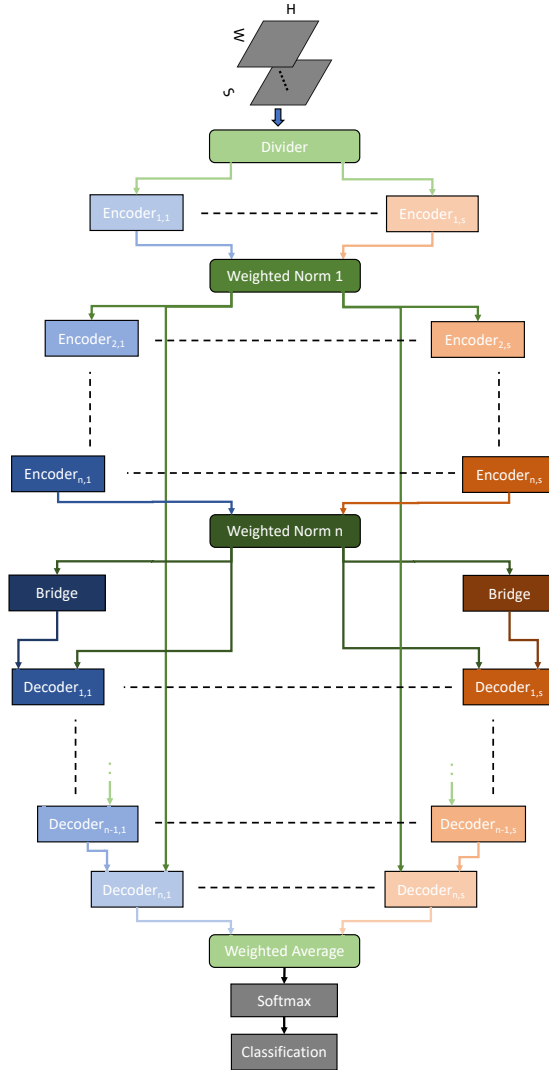 H
W
S
Divider
Encoder1,1
Encoder1,s
Weighted Norm 1
Encoder2,1
Encoder2,s
Encodern,1
Encodern,s
Weighted Norm n
Bridge
Bridge
Decoder1,1
Decoder1,s
Decodern-1,1
Decodern-1,s
Decodern,1
Decodern,s
Weighted Average
Softmax
Classification